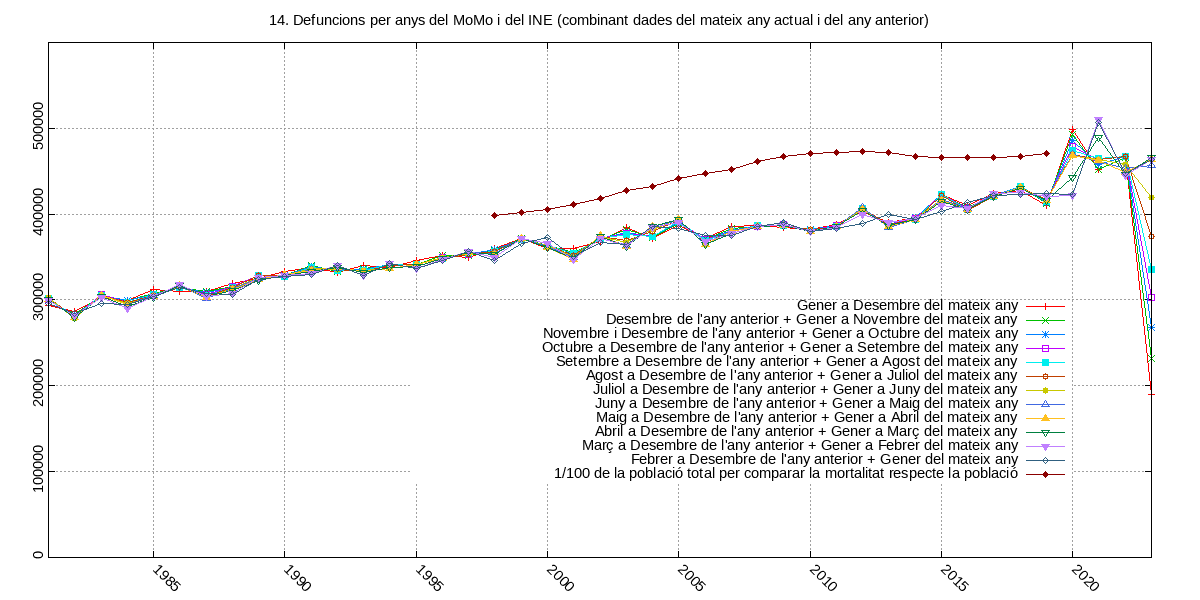 14. Defuncions per anys del MoMo i del INE (combinant dades del mateix any actual i del any anterior)
500000
400000
300000
200000
100000
0
Gener a Desembre del mateix any
Desembre de l'any anterior + Gener a Novembre del mateix any
Novembre i Desembre de l'any anterior + Gener a Octubre del mateix any
Octubre a Desembre de l'any anterior + Gener a Setembre del mateix any
Setembre a Desembre de l'any anterior + Gener a Agost del mateix any
Agost a Desembre de l'any anterior + Gener a Juliol del mateix any
Juliol a Desembre de l'any anterior + Gener a Juny del mateix any
Juny a Desembre de l'any anterior + Gener a Maig del mateix any
Maig a Desembre de l'any anterior + Gener a Abril del mateix any
Abril a Desembre de l'any anterior + Gener a Març del mateix any
Març a Desembre de l'any anterior + Gener a Febrer del mateix any
Febrer a Desembre de l'any anterior + Gener del mateix any
1/100 de la població total per comparar la mortalitat respecte la població
1985
1990
1995
2000
2005
2010
2015
2020